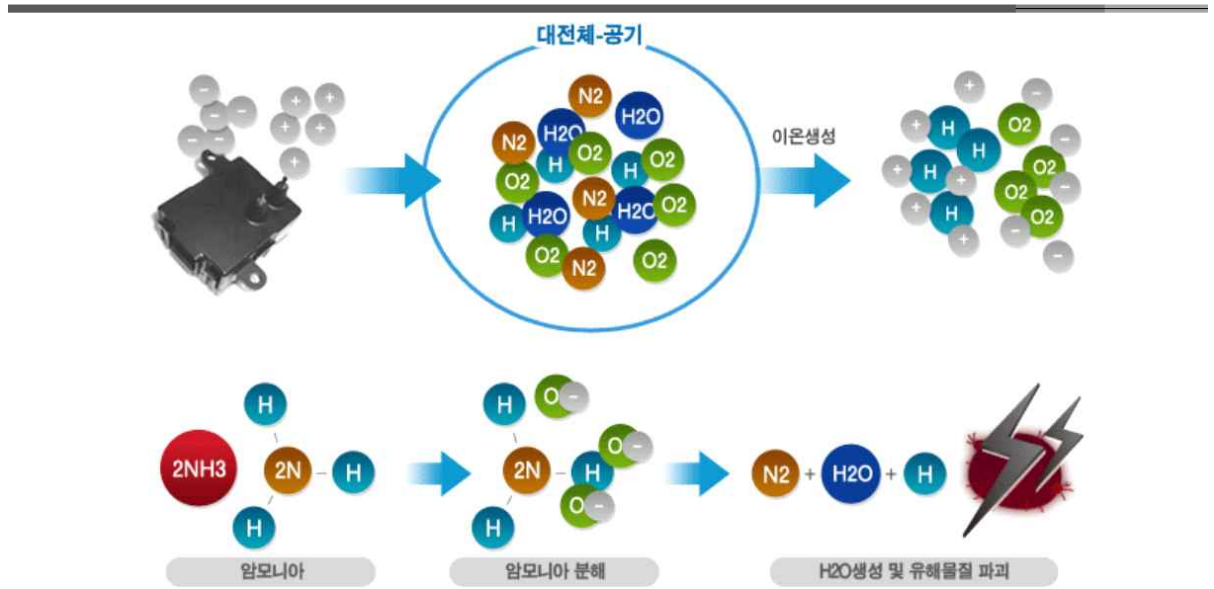 대전체-공기
- - - - - -
+ + + + +
N2
H2O
H2O
N2
O2
H
O2
H
O2
N2
O2
H2O
H2O
H
H
O2
N2
O2
이온생성
+ -
+ H O2 -
H
H + O2 O2 -
+ H O2
+ - -
H
2NH3 2N H
H
암모니아
H O -
2N H O -
O -
H
암모니아 분해
N2 + H2O + H
H2O생성 및 유해물질 파괴